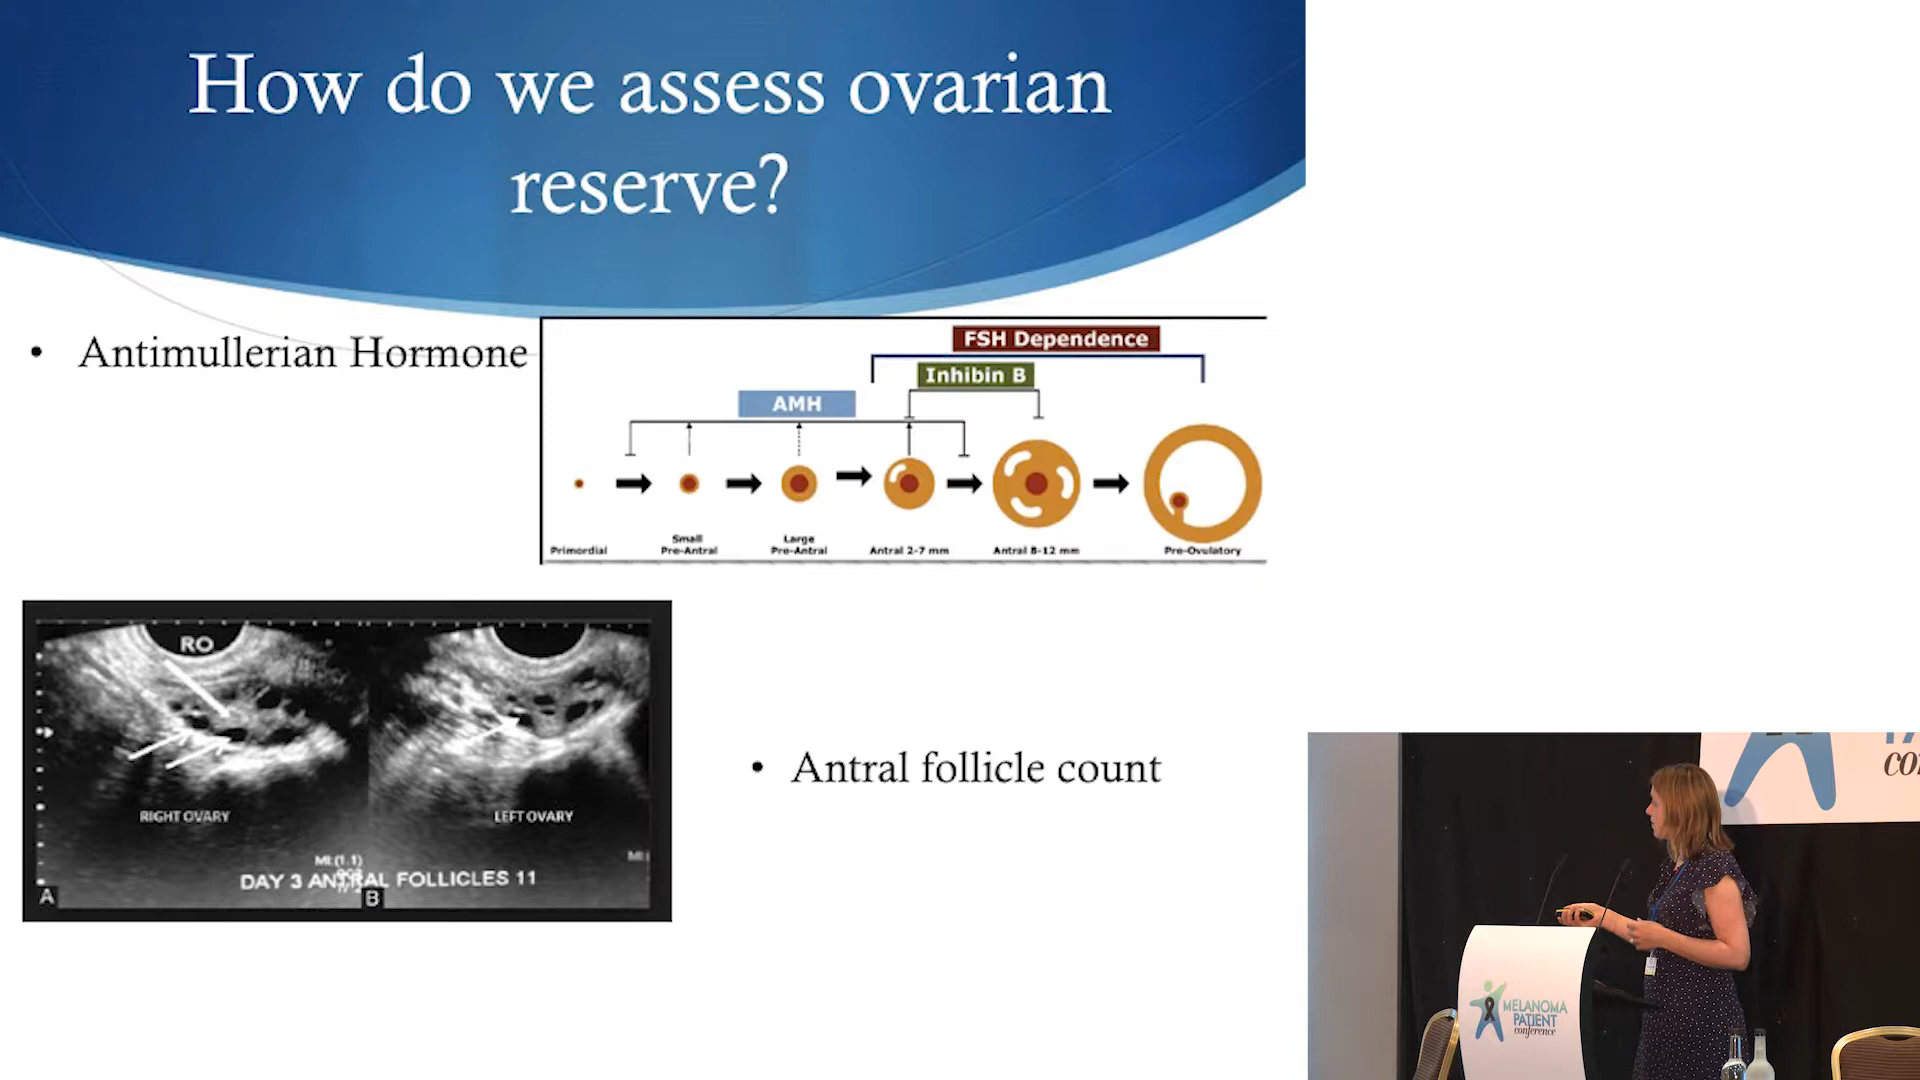 How do we assess ovarian
reserve?
• Antimullerian Hormone
FSH Dependence
Inhibin B
AMH
Primordial
Small
Pre-Antral
Large
Pre-Antral
Antral 2-7 mm
Antral 8-12 mm
Pre-Ovulatory
RO
RIGHT OVARY
LEFT OVARY
MI:(1.1)
MI:
DAY 3 ANTRAL FOLLICLES 11
A
B
• Antral follicle count
MELANOMA
PATIENT
conference